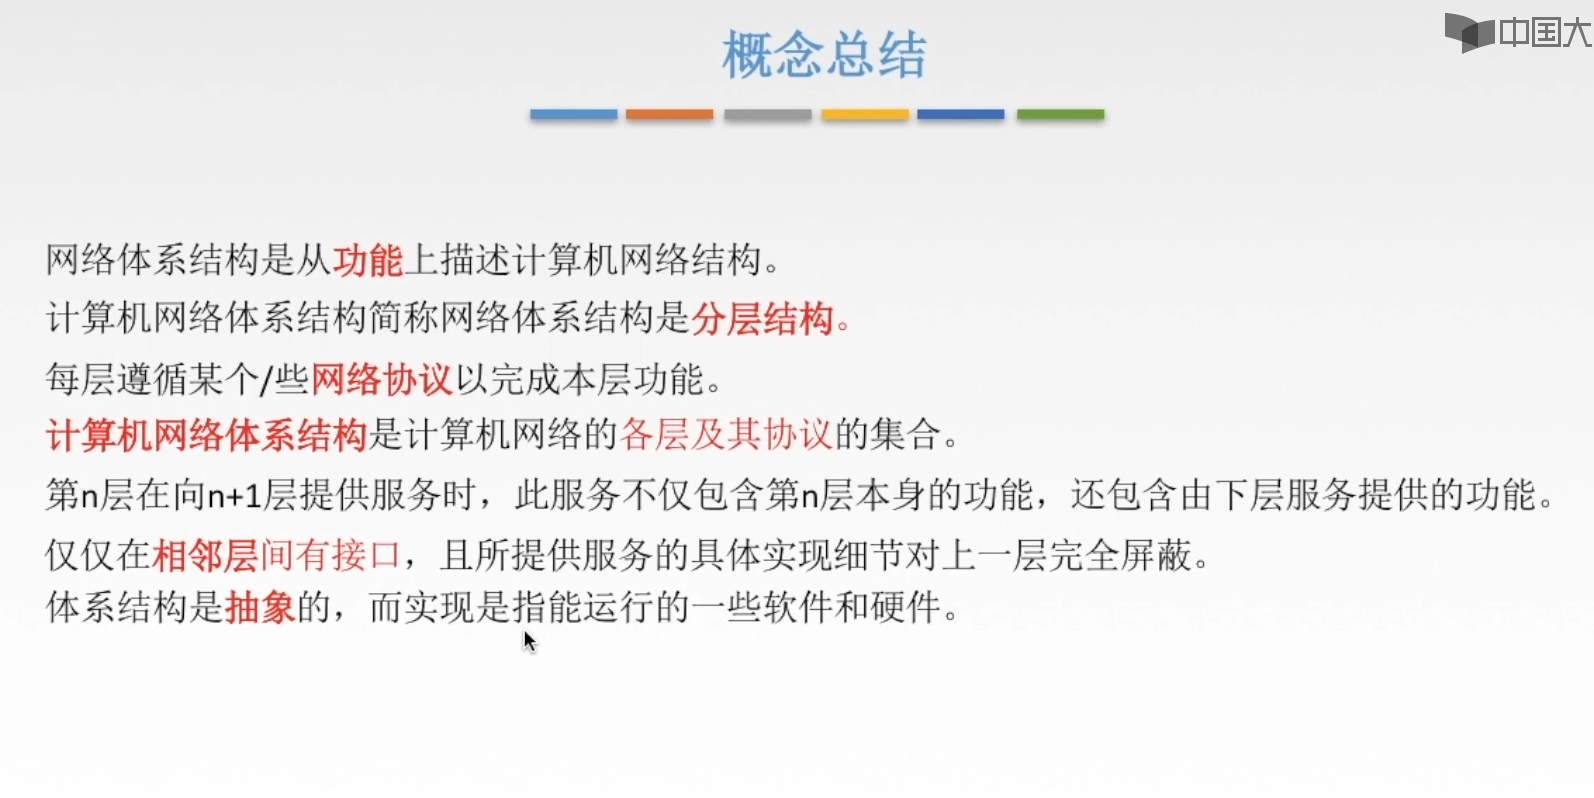 中国大
概念总结
网络体系结构是从功能上描述计算机网络结构。
计算机网络体系结构简称网络体系结构是分层结构。
每层遵循某个/些网络协议以完成本层功能。
计算机网络体系结构是计算机网络的各层及其协议的集合。
第n层在向n+1层提供服务时，此服务不仅包含第n层本身的功能，还包含由下层服务提供的功能。
仅仅在相邻层间有接口，且所提供服务的具体实现细节对上一层完全屏蔽。
体系结构是抽象的，而实现是指能运行的一些软件和硬件。